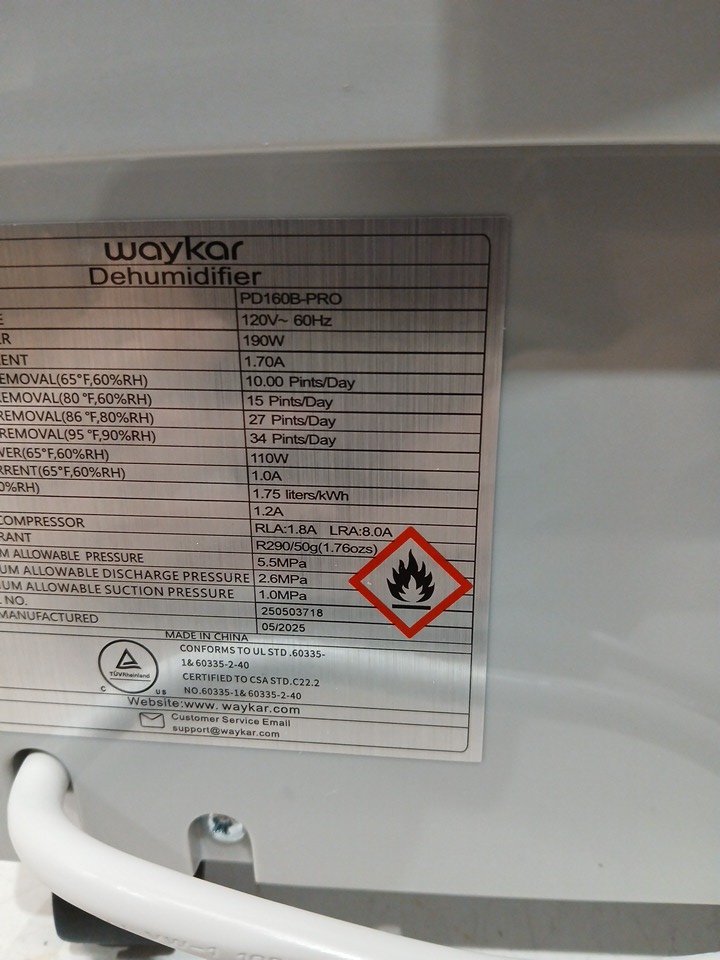 waykar
Dehumidifier
PD160B-PRO
E 120V~ 60Hz
R 190W
ENT 1.70A
EMOVAL(65°F,60%RH) 10.00 Pints/Day
EMOVAL(80 °F,60%RH) 15 Pints/Day
REMOVAL(86 °F,80%RH) 27 Pints/Day
REMOVAL(95 °F,90%RH) 34 Pints/Day
WER(65°F,60%RH) 110W
RRENT(65°F,60%RH) 1.0A
0%RH) 1.75 liters/kWh
1.2A
COMPRESSOR RLA:1.8A LRA:8.0A
RANT R290/50g(1.76ozs)
M ALLOWABLE PRESSURE 5.5MPa
UM ALLOWABLE DISCHARGE PRESSURE 2.6MPa
UM ALLOWABLE SUCTION PRESSURE 1.0MPa
L NO. 250503718
MANUFACTURED 05/2025
MADE IN CHINA
TÜVRheinland
C US
CONFORMS TO UL STD .60335-
1& 60335-2-40
CERTIFIED TO CSA STD.C22.2
NO.60335-1& 60335-2-40
Website:www. waykar.com
Customer Service Email
support@waykar.com